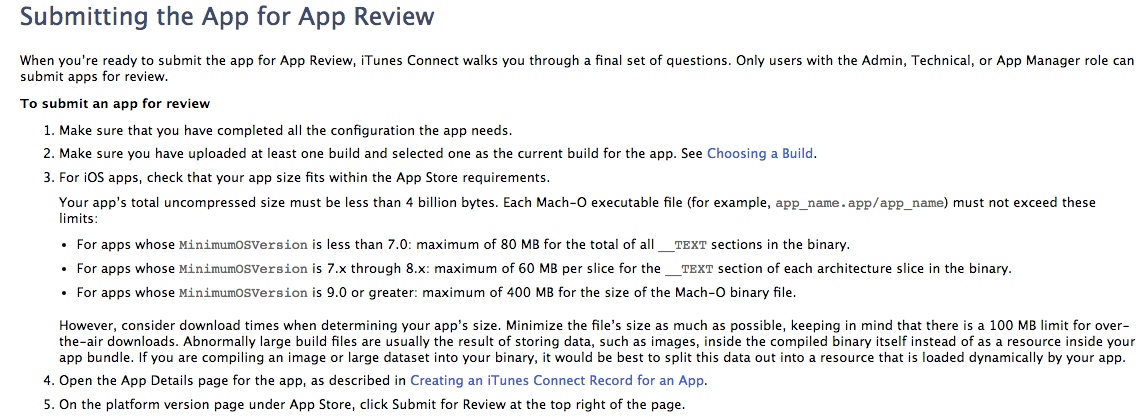 Submitting the App for App Review
When you're ready to submit the app for App Review, iTunes Connect walks you through a final set of questions. Only users with the Admin, Technical, or App Manager role can
submit apps for review.
To submit an app for review
1. Make sure that you have completed all the configuration the app needs.
2. Make sure you have uploaded at least one build and selected one as the current build for the app. See Choosing a Build.
3. For iOS apps, check that your app size fits within the App Store requirements.
Your app's total uncompressed size must be less than 4 billion bytes. Each Mach-O executable file (for example, app_name.app/app_name) must not exceed these
limits:
• For apps whose MinimumOSVersion is less than 7.0: maximum of 80 MB for the total of all __TEXT sections in the binary.
• For apps whose MinimumOSVersion is 7.x through 8.x: maximum of 60 MB per slice for the __TEXT section of each architecture slice in the binary.
• For apps whose MinimumOSVersion is 9.0 or greater: maximum of 400 MB for the size of the Mach-O binary file.
However, consider download times when determining your app's size. Minimize the file's size as much as possible, keeping in mind that there is a 100 MB limit for over-
the-air downloads. Abnormally large build files are usually the result of storing data, such as images, inside the compiled binary itself instead of as a resource inside your
app bundle. If you are compiling an image or large dataset into your binary, it would be best to split this data out into a resource that is loaded dynamically by your app.
4. Open the App Details page for the app, as described in Creating an iTunes Connect Record for an App.
5. On the platform version page under App Store, click Submit for Review at the top right of the page.